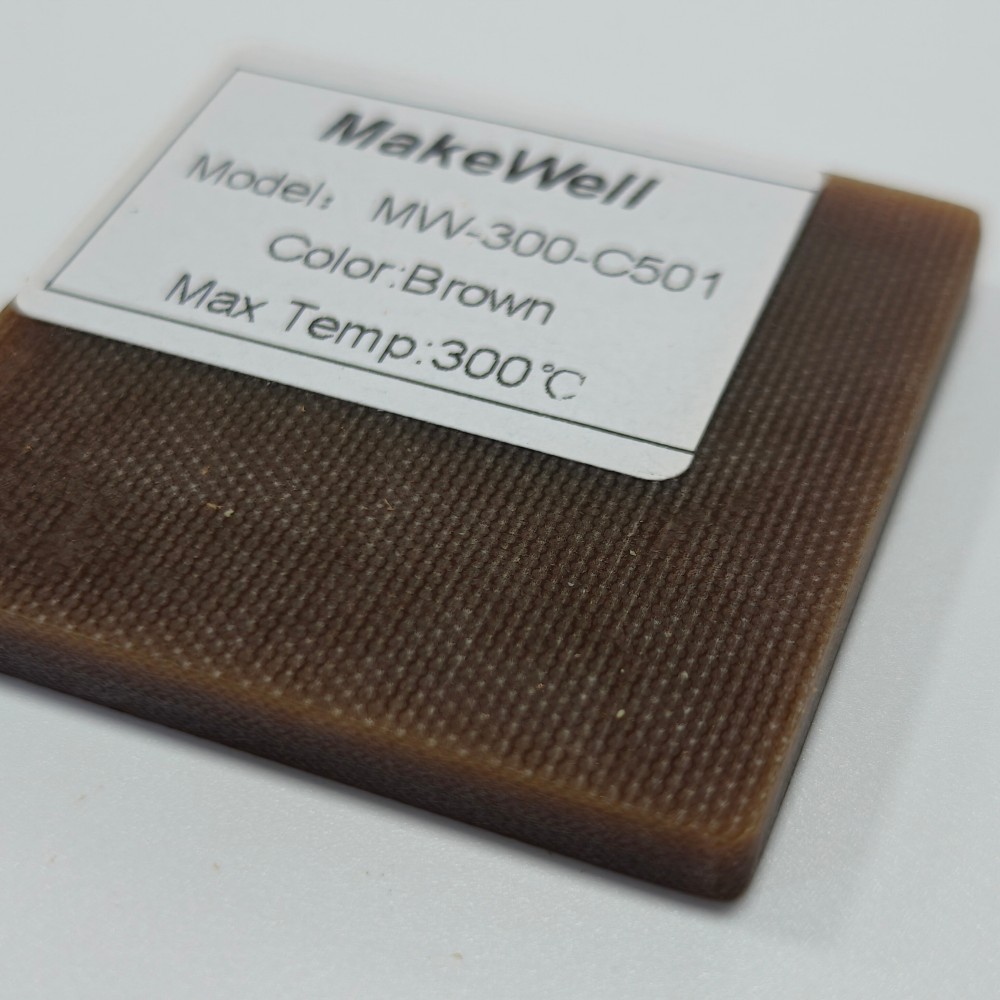 MakeWell
Model： MW-300-C501
Color:Brown
Max Temp:300℃